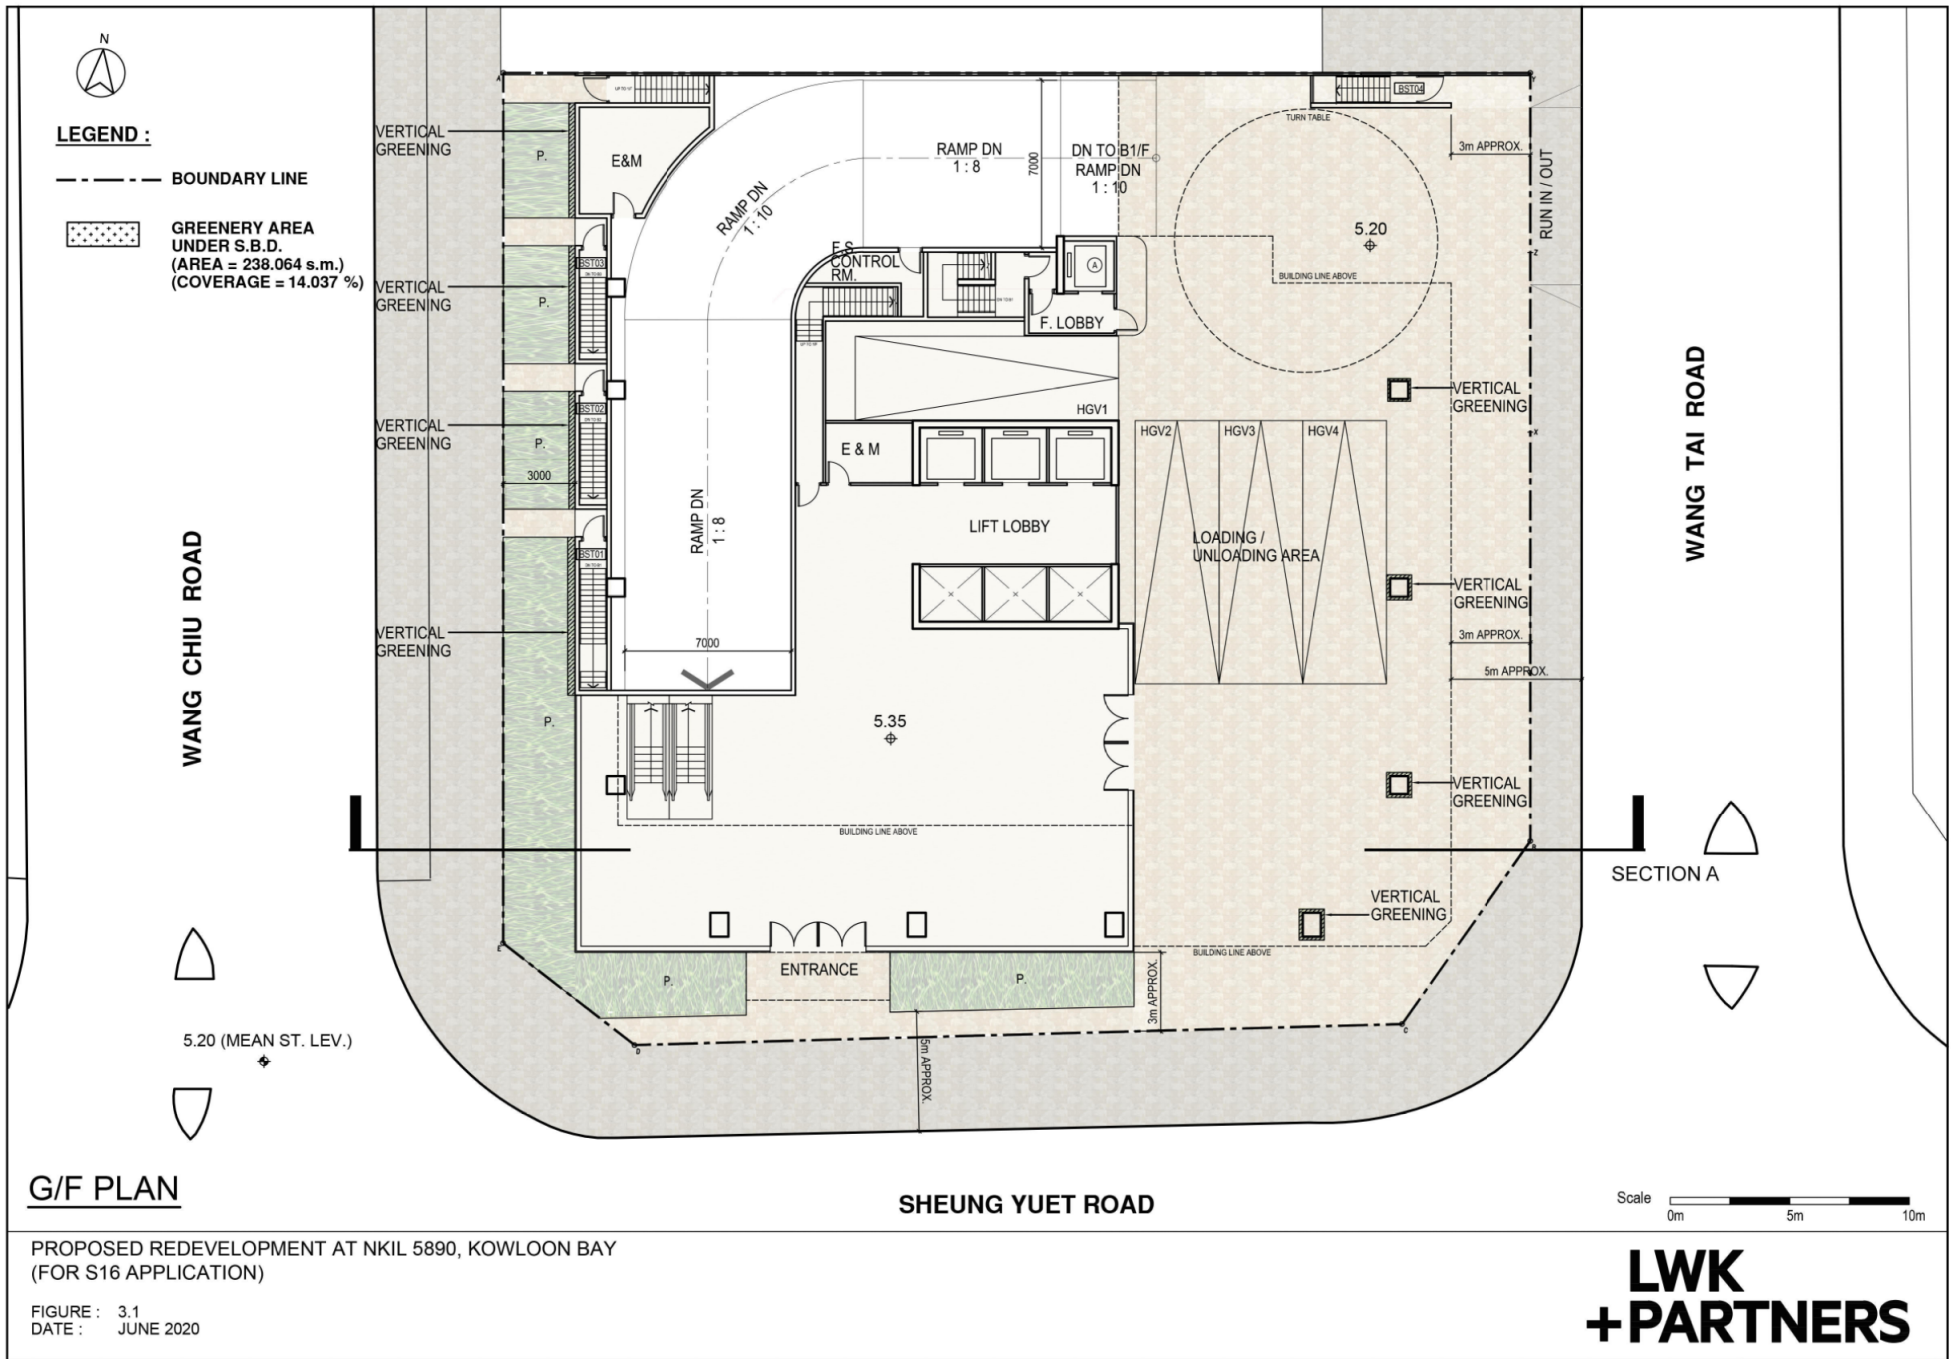 N
LEGEND :
BOUNDARY LINE
GREENERY AREA
UNDER S.B.D.
(AREA = 238.064 s.m.)
(COVERAGE = 14.037 %)
VERTICAL
GREENING
VERTICAL
GREENING
VERTICAL
GREENING
VERTICAL
GREENING
WANG CHIU ROAD
5.20 (MEAN ST. LEV.)
A
P.
P.
P.
3000
P.
E
E&M
BST03
BST02
BST01
RAMP DN
1 : 10
RAMP DN
1 : 8
7000
DN TO B1/F
RAMP DN
1 : 10
F.S.
CONTROL
RM.
A
F. LOBBY
HGV1
E & M
RAMP DN
1 : 8
7000
LIFT LOBBY
5.35
BUILDING LINE ABOVE
ENTRANCE
P.
P.
D
5m APPROX.
3m APPROX.
BUILDING LINE ABOVE
C
TURN TABLE
BST04
Y
3m APPROX.
RUN IN / OUT
5.20
Z
BUILDING LINE ABOVE
VERTICAL
GREENING
X
HGV2
HGV3
HGV4
LOADING /
UNLOADING AREA
VERTICAL
GREENING
3m APPROX.
5m APPROX.
VERTICAL
GREENING
B
VERTICAL
GREENING
WANG TAI ROAD
SECTION A
G/F PLAN
SHEUNG YUET ROAD
Scale
0m
5m
10m
PROPOSED REDEVELOPMENT AT NKIL 5890, KOWLOON BAY
(FOR S16 APPLICATION)
FIGURE : 3.1
DATE : JUNE 2020
LWK
+PARTNERS